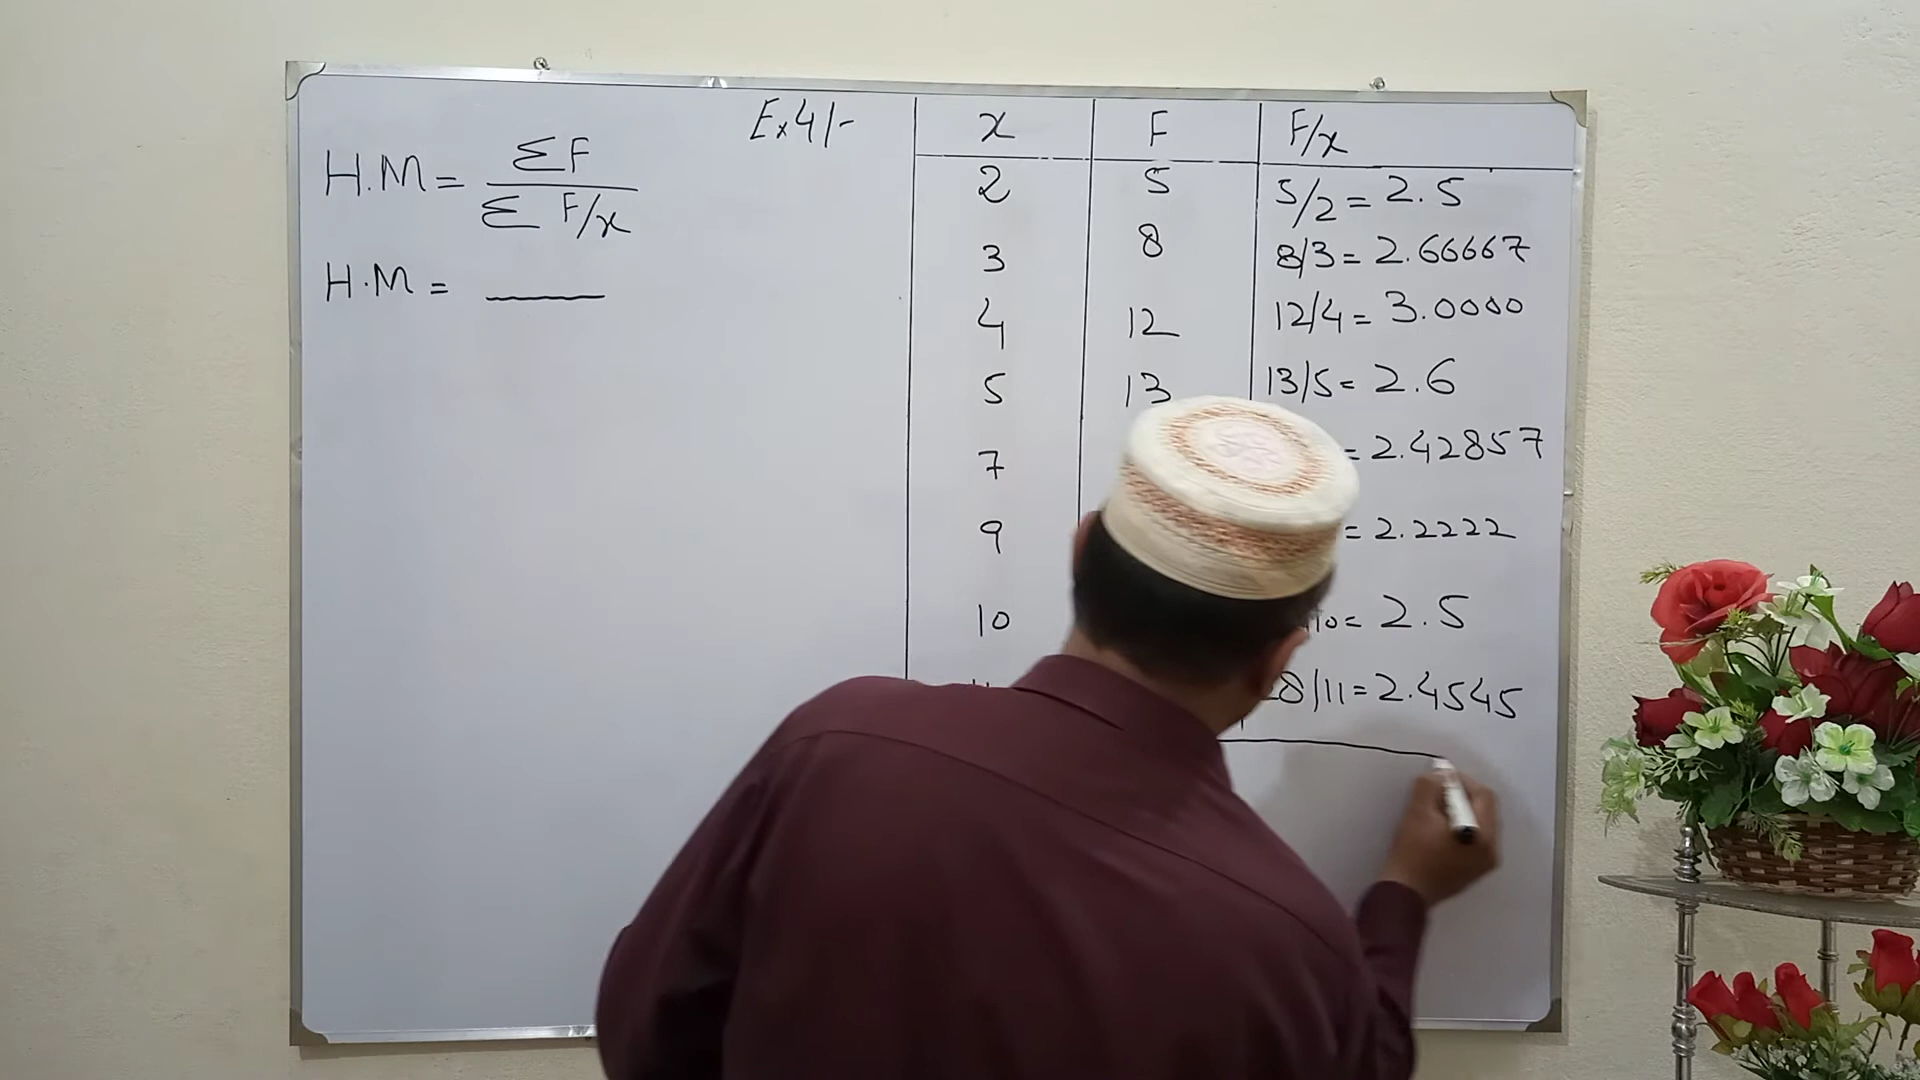 Ex4/-
H.M = ΣF / Σ F/x
H.M =
x F F/x
2 5 5/2 = 2.5
3 8 8/3 = 2.66667
4 12 12/4 = 3.0000
5 13 13/5 = 2.6
7 = 2.42857
9 = 2.2222
10 10 = 2.5
8/11 = 2.4545